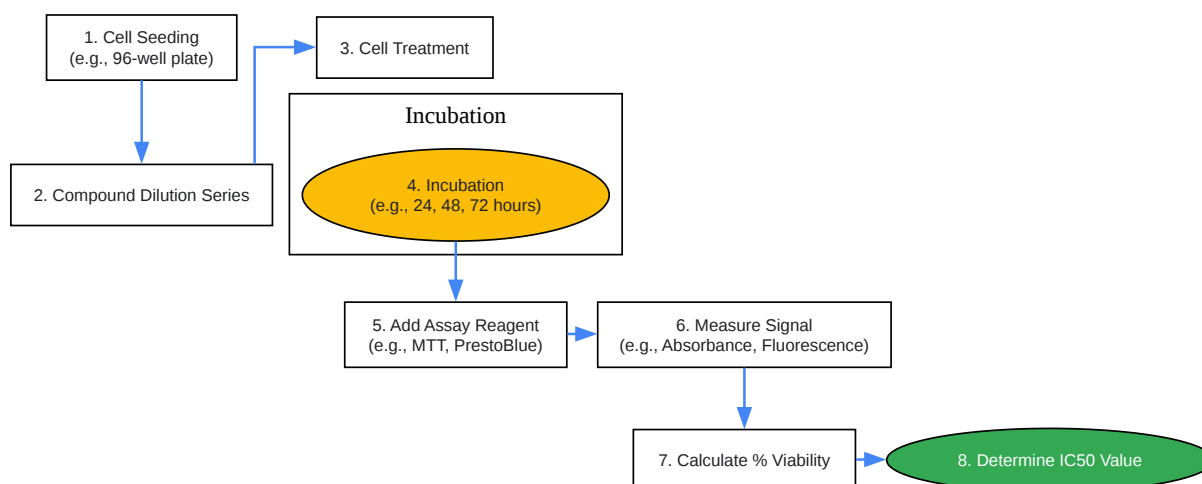 1. Cell Seeding
(e.g., 96-well plate)
3. Cell Treatment
2. Compound Dilution Series
Incubation
4. Incubation
(e.g., 24, 48, 72 hours)
5. Add Assay Reagent
(e.g., MTT, PrestoBlue)
6. Measure Signal
(e.g., Absorbance, Fluorescence)
7. Calculate % Viability
8. Determine IC50 Value